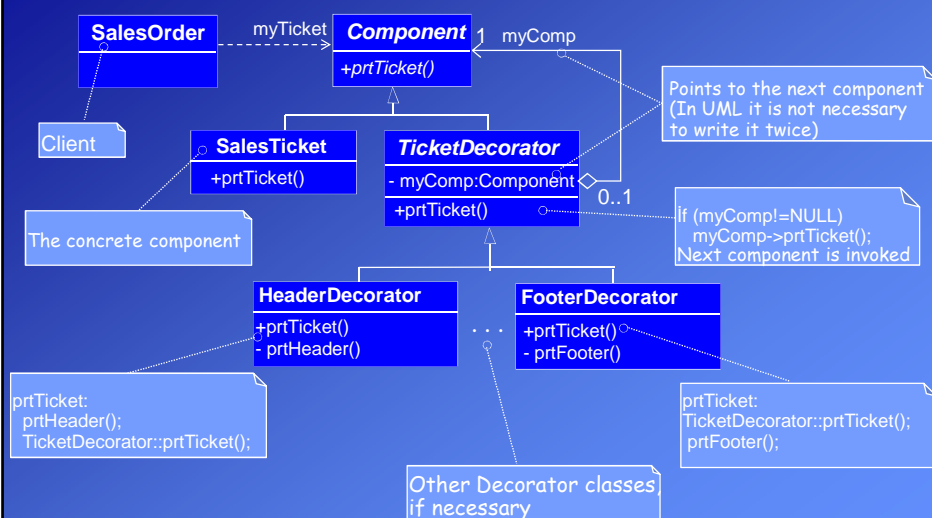 SalesOrder
myTicket
Component
+prtTicket()
1
myComp
Points to the next component
(In UML it is not necessary
to write it twice)
Client
SalesTicket
+prtTicket()
TicketDecorator
- myComp:Component
+prtTicket()
0..1
The concrete component
İf (myComp!=NULL)
myComp->prtTicket();
Next component is invoked
HeaderDecorator
+prtTicket()
- prtHeader()
. . .
FooterDecorator
+prtTicket()
- prtFooter()
prtTicket:
prtHeader();
TicketDecorator::prtTicket();
prtTicket:
TicketDecorator::prtTicket();
prtFooter();
Other Decorator classes,
if necessary